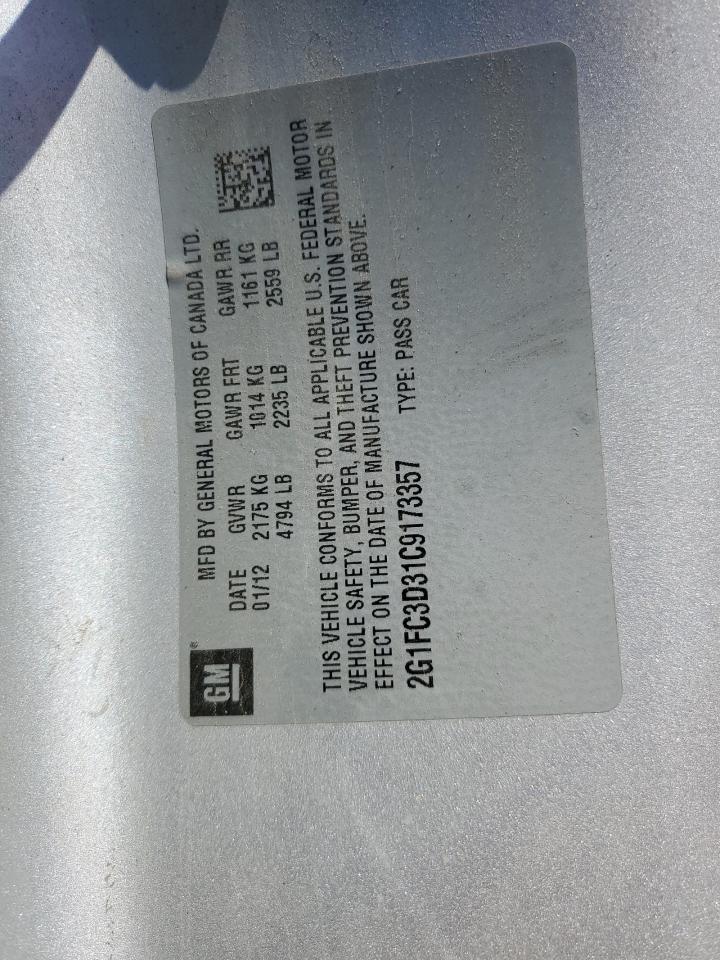 GM®
MFD BY GENERAL MOTORS OF CANADA LTD.
DATE GVWR GAWR FRT GAWR RR
01/12 2175 KG 1014 KG 1161 KG
4794 LB 2235 LB 2559 LB
THIS VEHICLE CONFORMS TO ALL APPLICABLE U.S. FEDERAL MOTOR
VEHICLE SAFETY, BUMPER, AND THEFT PREVENTION STANDARDS IN
EFFECT ON THE DATE OF MANUFACTURE SHOWN ABOVE.
2G1FC3D31C9173357 TYPE: PASS CAR